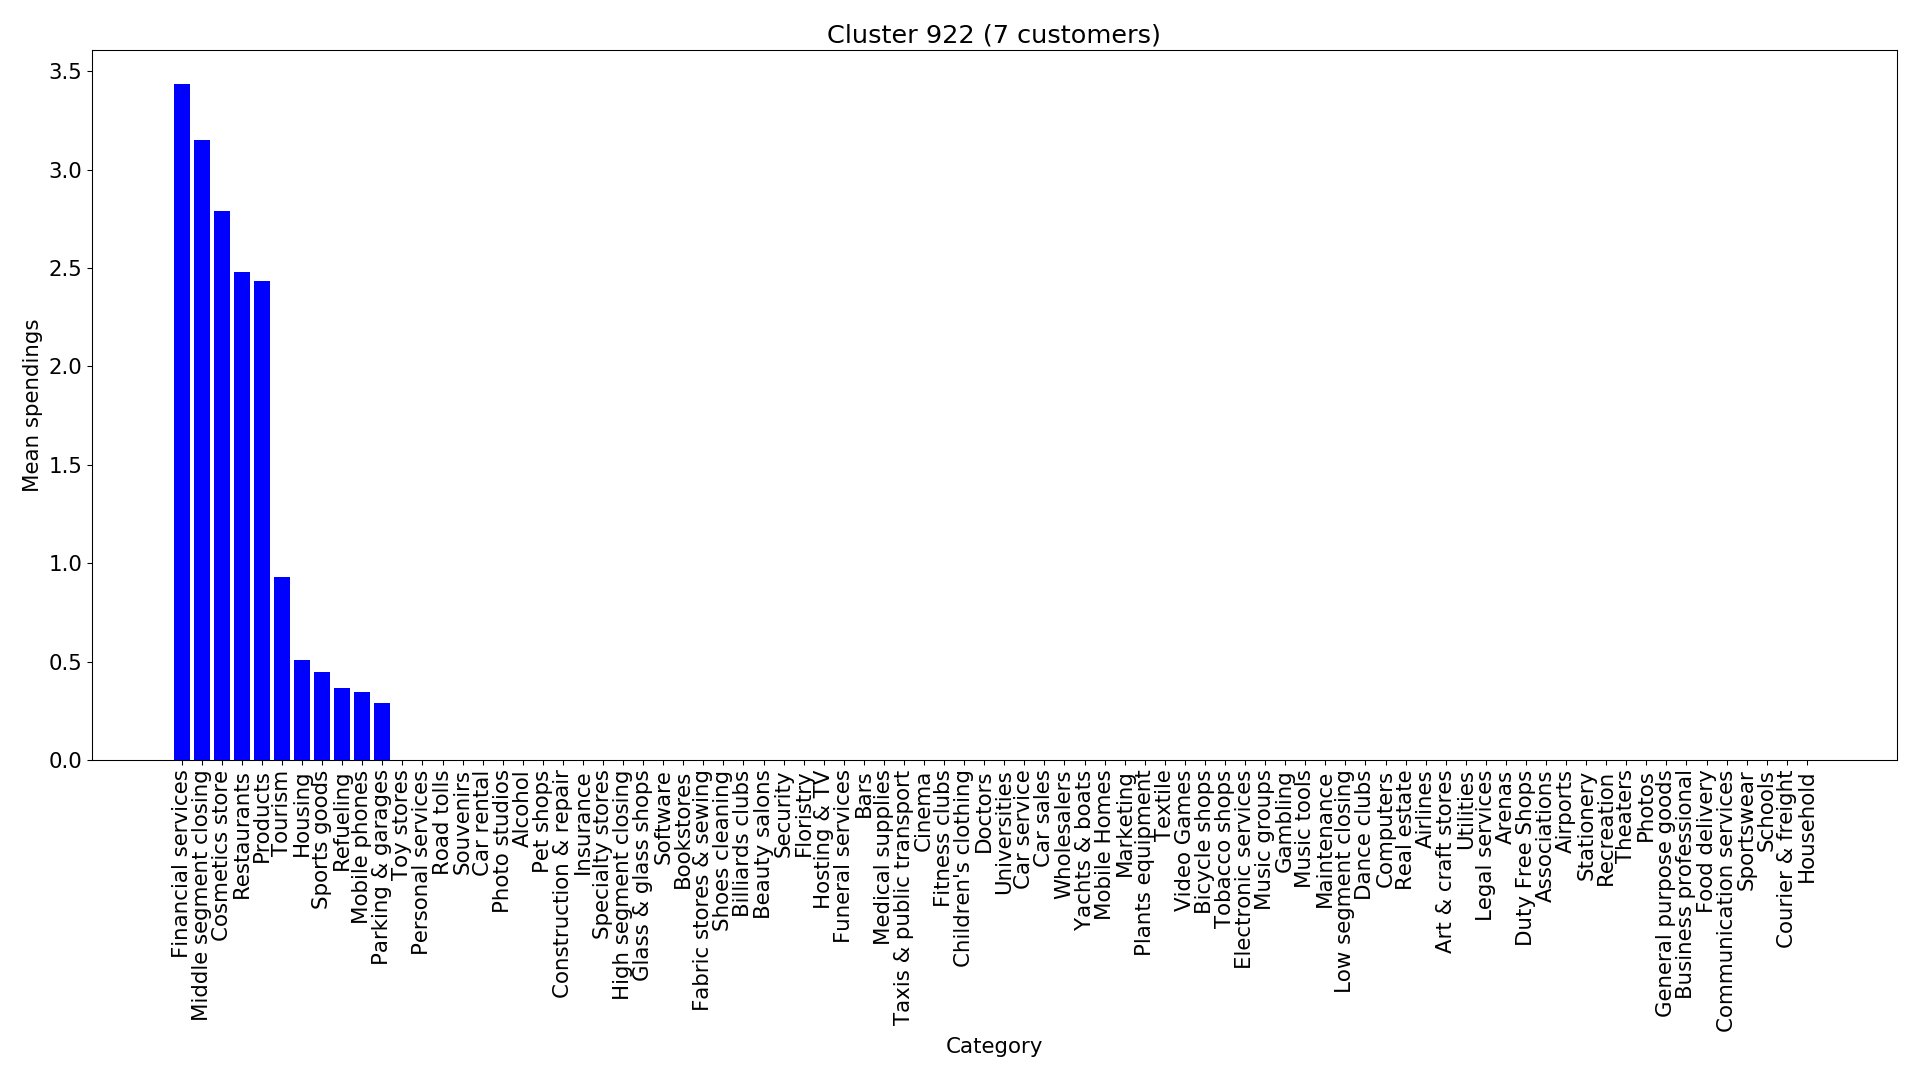 Cluster 922 (7 customers)
3.5
3.0
2.5
2.0
1.5
1.0
0.5
0.0
Mean spendings
Financial services
Middle segment closing
Cosmetics store
Restaurants
Products
Tourism
Housing
Sports goods
Refueling
Mobile phones
Parking & garages
Toy stores
Personal services
Road tolls
Souvenirs
Car rental
Photo studios
Alcohol
Pet shops
Construction & repair
Insurance
Specialty stores
High segment closing
Glass & glass shops
Software
Bookstores
Fabric stores & sewing
Shoes cleaning
Billiards clubs
Beauty salons
Security
Floristry
Hosting & TV
Funeral services
Bars
Medical supplies
Taxis & public transport
Cinema
Fitness clubs
Children's clothing
Doctors
Universities
Car service
Car sales
Wholesalers
Yachts & boats
Mobile Homes
Marketing
Plants equipment
Textile
Video Games
Bicycle shops
Tobacco shops
Electronic services
Music groups
Gambling
Music tools
Maintenance
Low segment closing
Dance clubs
Computers
Real estate
Airlines
Art & craft stores
Utilities
Legal services
Arenas
Duty Free Shops
Associations
Airports
Stationery
Recreation
Theaters
Photos
General purpose goods
Business professional
Food delivery
Communication services
Sportswear
Schools
Courier & freight
Household
Category